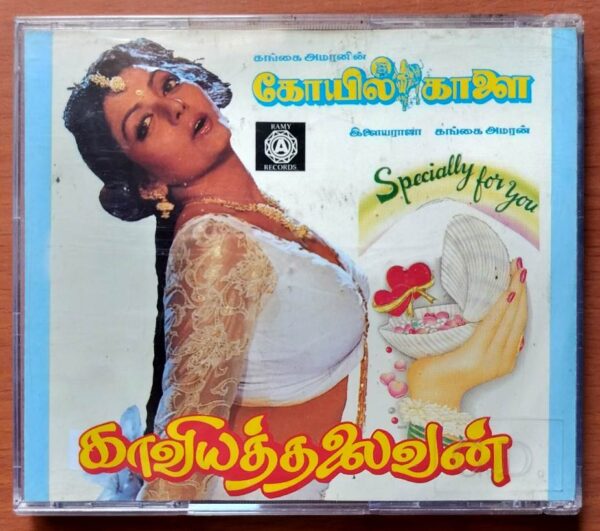 கங்கை அமரனின்
கோயில் காளை
இளையராஜா கங்கை அமரன்
RAMY
A
RECORDS
Specially for you
காவியத்தலைவன்